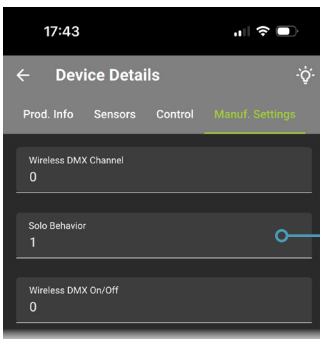 17:43
Device Details
Prod. Info Sensors Control Manuf. Settings
Wireless DMX Channel
0
Solo Behavior
1
Wireless DMX On/Off
0